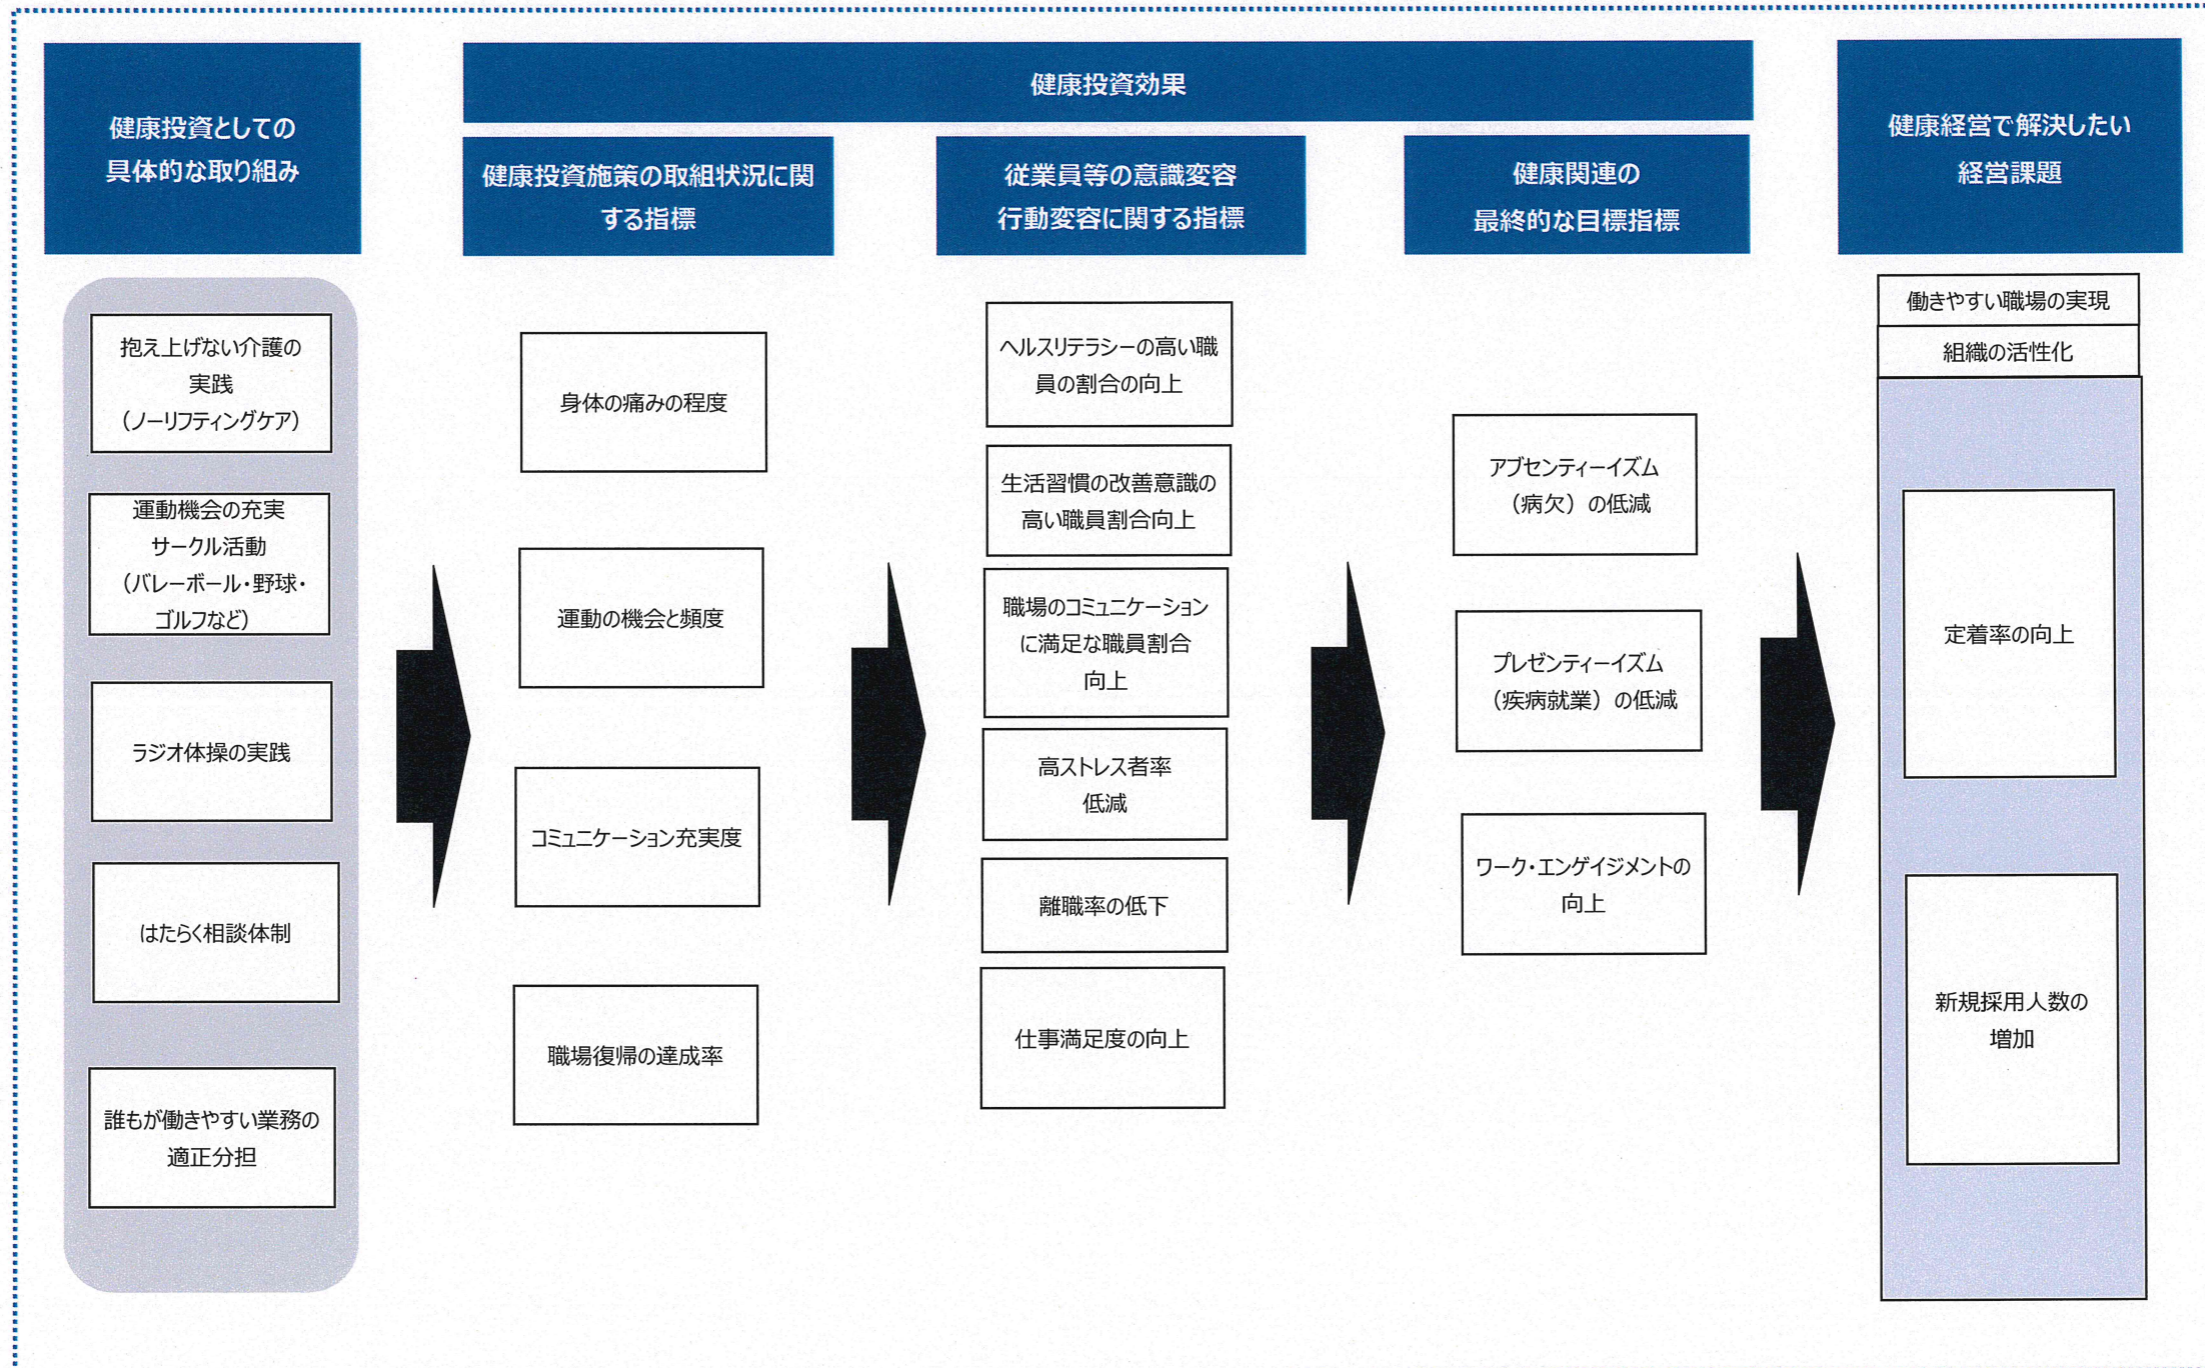 健康投資としての
具体的な取り組み
健康投資効果
健康投資施策の取組状況に関
する指標
従業員等の意識変容
行動変容に関する指標
健康関連の
最終的な目標指標
健康経営で解決したい
経営課題
抱え上げない介護の
実践
（ノーリフティングケア）
運動機会の充実
サークル活動
（バレーボール・野球・
ゴルフなど）
ラジオ体操の実践
はたらく相談体制
誰もが働きやすい業務の
適正分担
身体の痛みの程度
運動の機会と頻度
コミュニケーション充実度
職場復帰の達成率
ヘルスリテラシーの高い職
員の割合の向上
生活習慣の改善意識の
高い職員割合向上
職場のコミュニケーション
に満足な職員割合
向上
高ストレス者率
低減
離職率の低下
仕事満足度の向上
アブセンティーイズム
（病欠）の低減
プレゼンティーイズム
（疾病就業）の低減
ワーク・エンゲイジメントの
向上
働きやすい職場の実現
組織の活性化
定着率の向上
新規採用人数の
増加